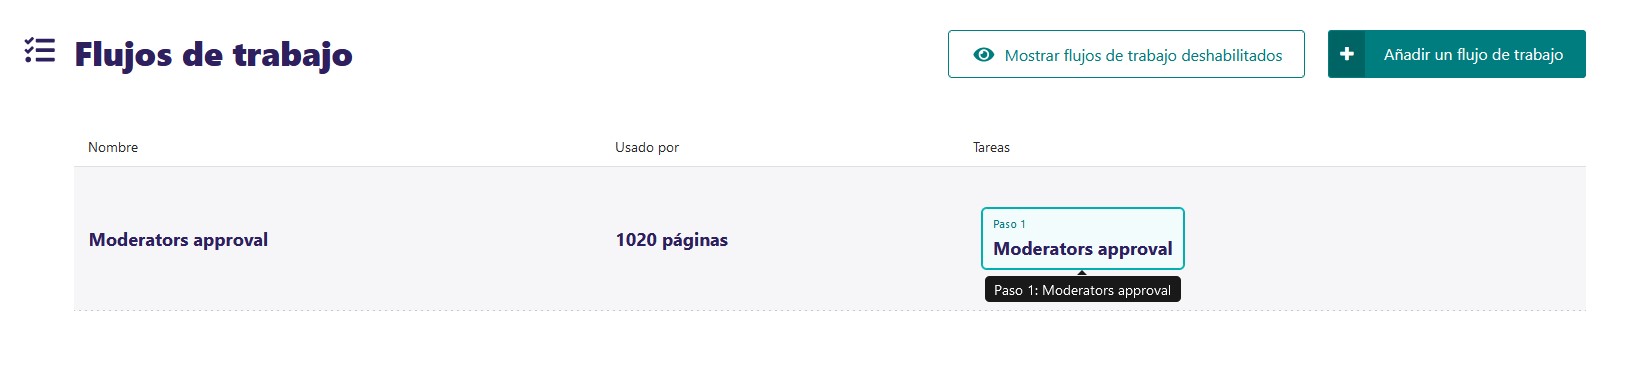 Flujos de trabajo
Mostrar flujos de trabajo deshabilitados
Añadir un flujo de trabajo
Nombre
Usado por
Tareas
Moderators approval
1020 páginas
Paso 1
Moderators approval
Paso 1: Moderators approval